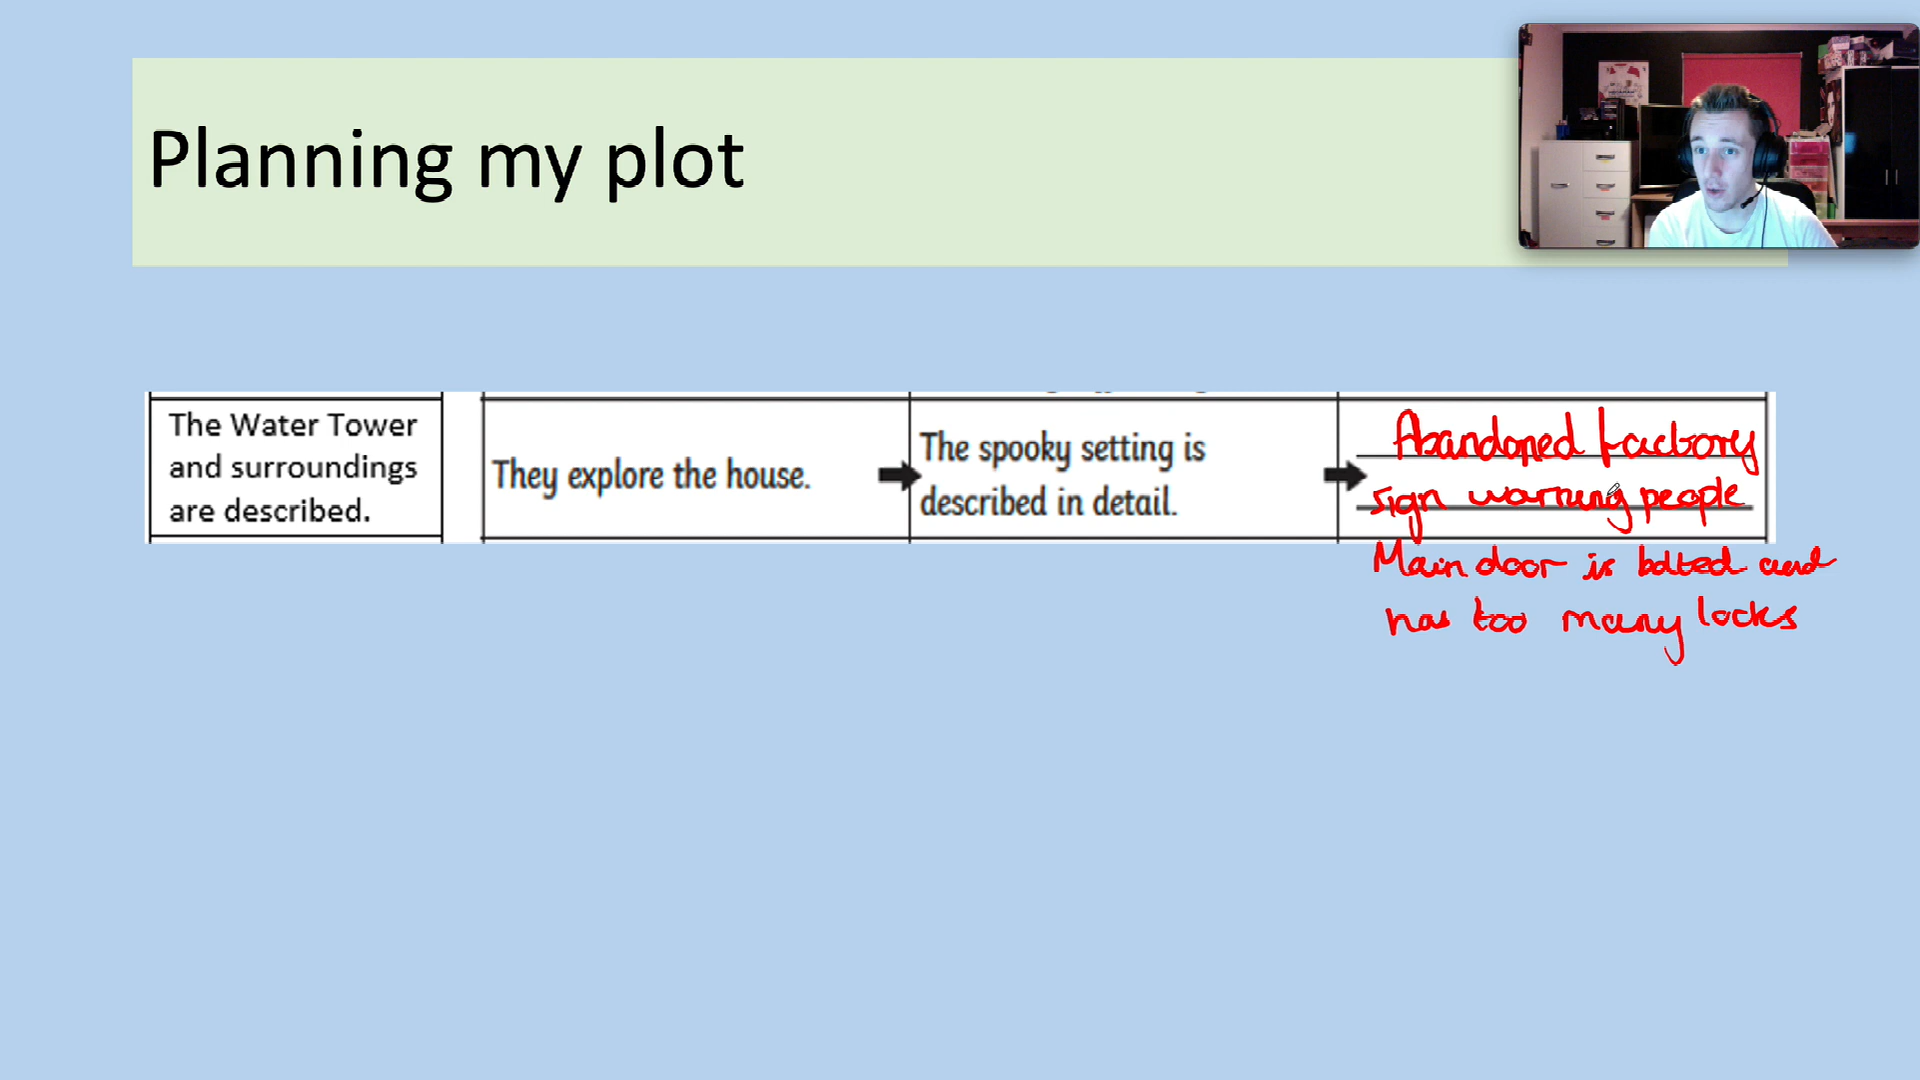 Planning my plot
The Water Tower
and surroundings
are described.
They explore the house.
The spooky setting is
described in detail.
Abandoned factory
sign warning people
Main door is bolted and
has too many locks